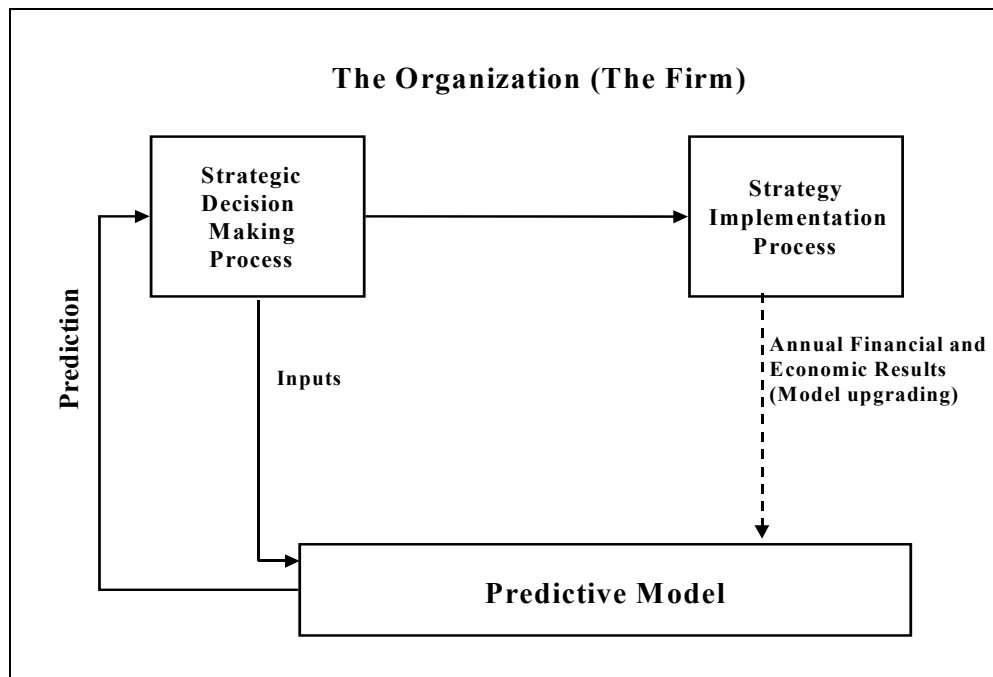 The Organization (The Firm)
Strategic
Decision
Making
Process
Strategy
Implementation
Process
Prediction
Inputs
Annual Financial and
Economic Results
(Model upgrading)
Predictive Model